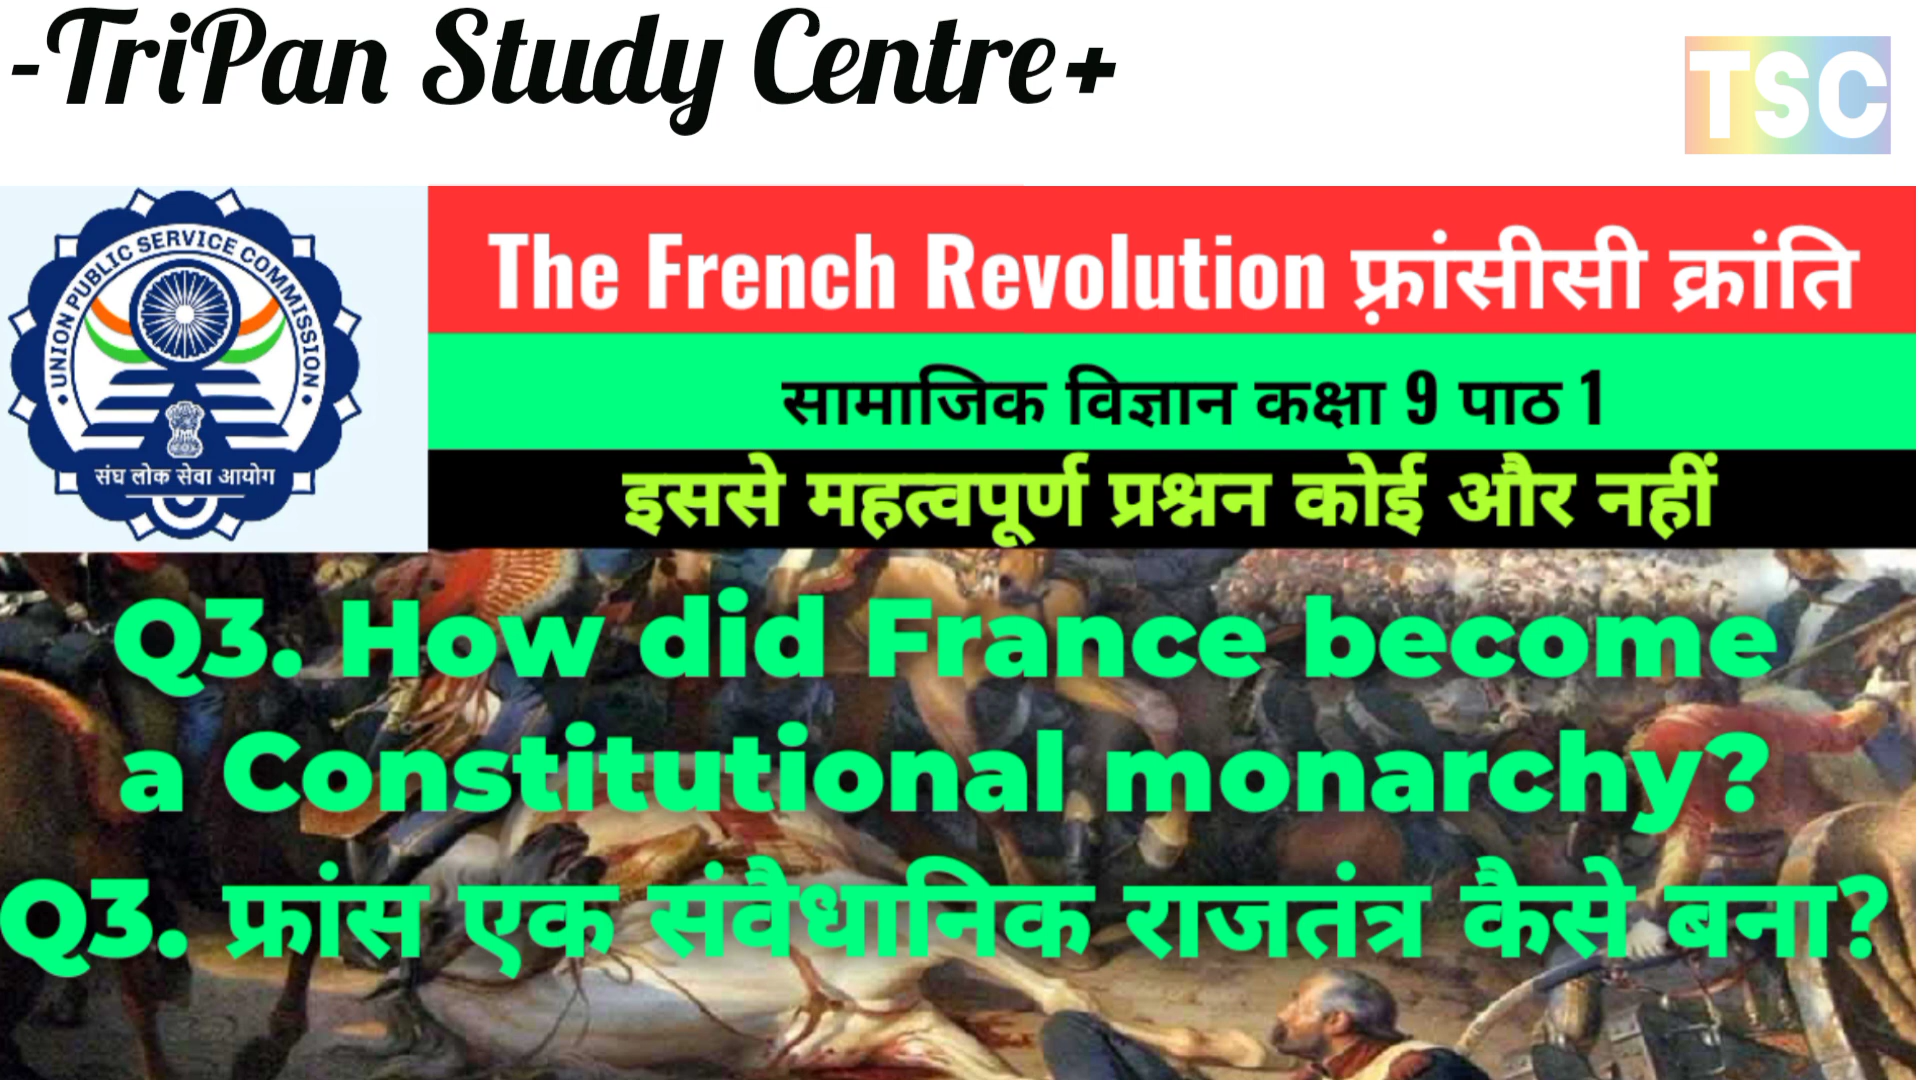 -TriPan Study Centre+
TSC
• UNION PUBLIC SERVICE COMMISSION •
संघ लोक सेवा आयोग
The French Revolution फ़्रांसीसी क्रांति
सामाजिक विज्ञान कक्षा 9 पाठ 1
इससे महत्वपूर्ण प्रश्नन कोई और नहीं
Q3. How did France become
a Constitutional monarchy?
Q3. फ्रांस एक संवैधानिक राजतंत्र कैसे बना?